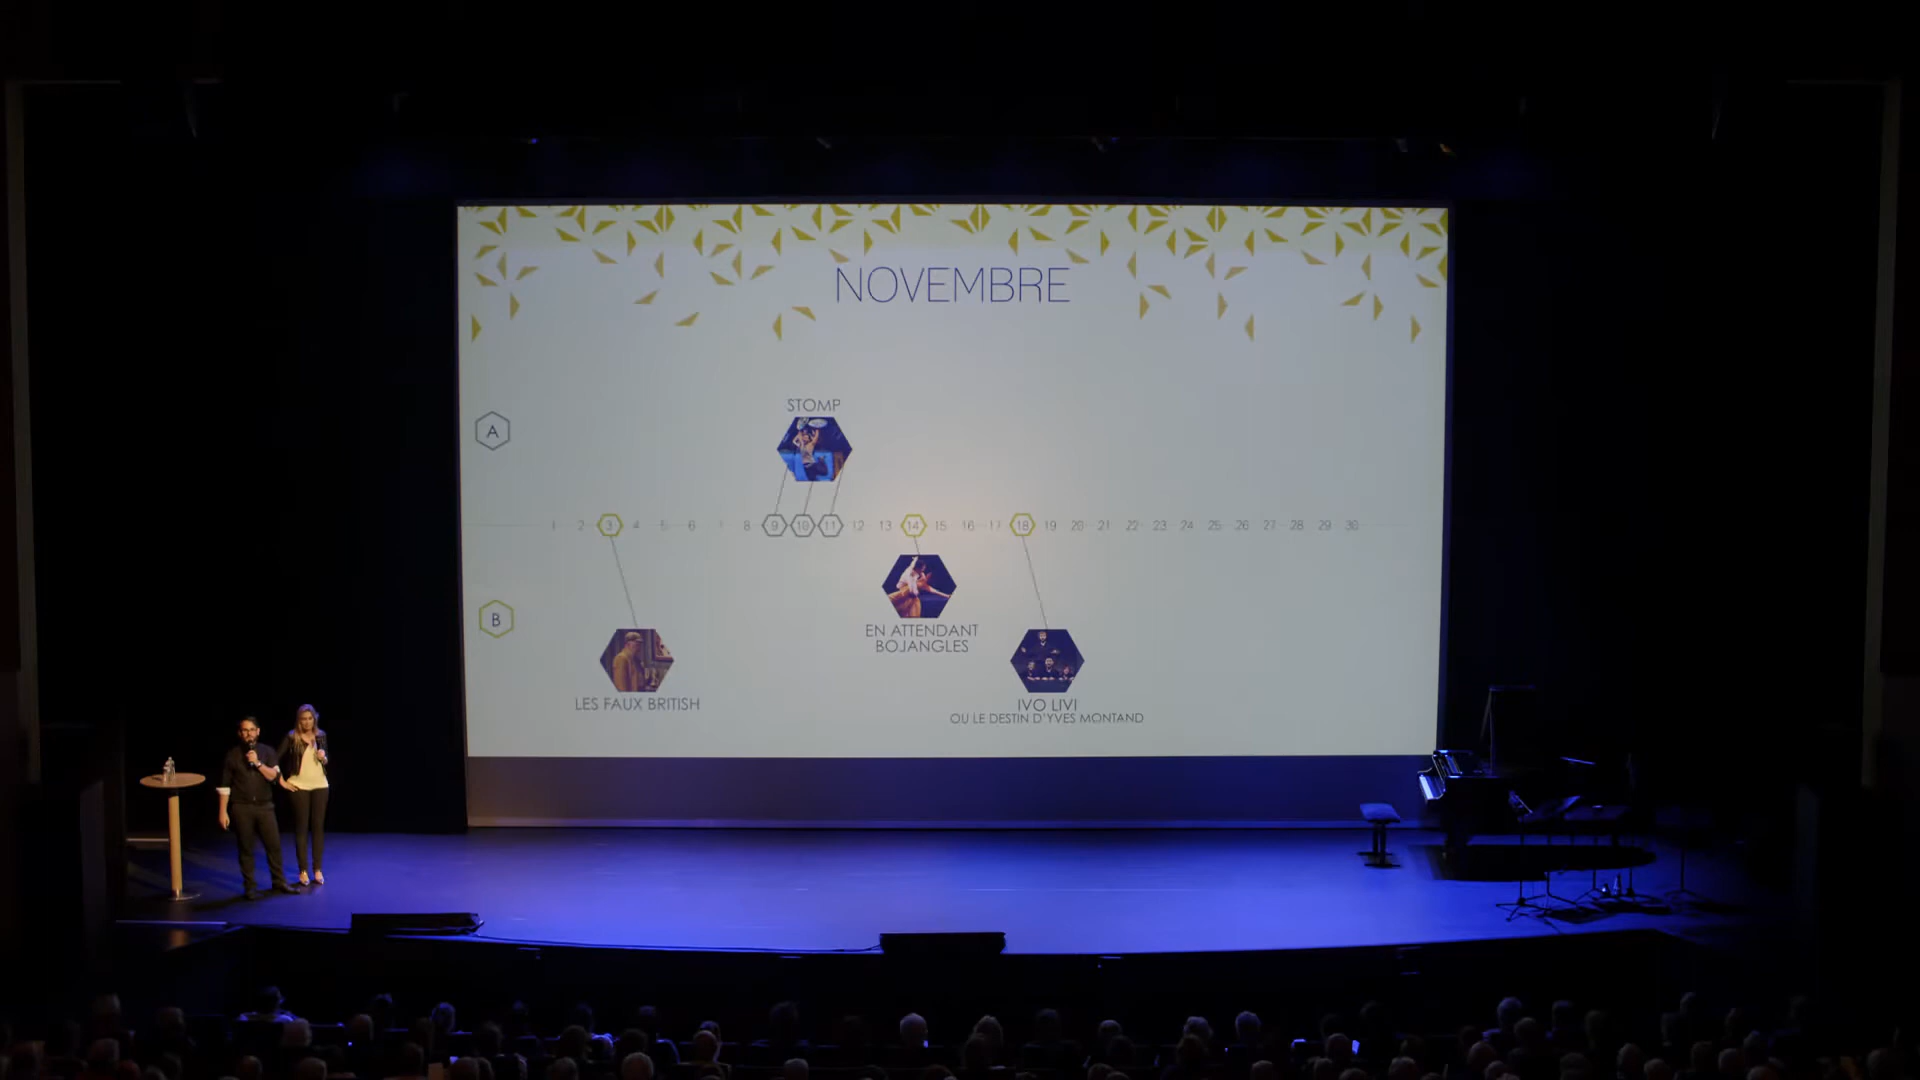 NOVEMBRE
STOMP
A
1 2 3 4 5 6 7 8 9 10 11 12 13 14 15 16 17 18 19 20 21 22 23 24 25 26 27 28 29 30
B
EN ATTENDANT
BOJANGLES
LES FAUX BRITISH
IVO LIVI
OU LE DESTIN D'YVES MONTAND